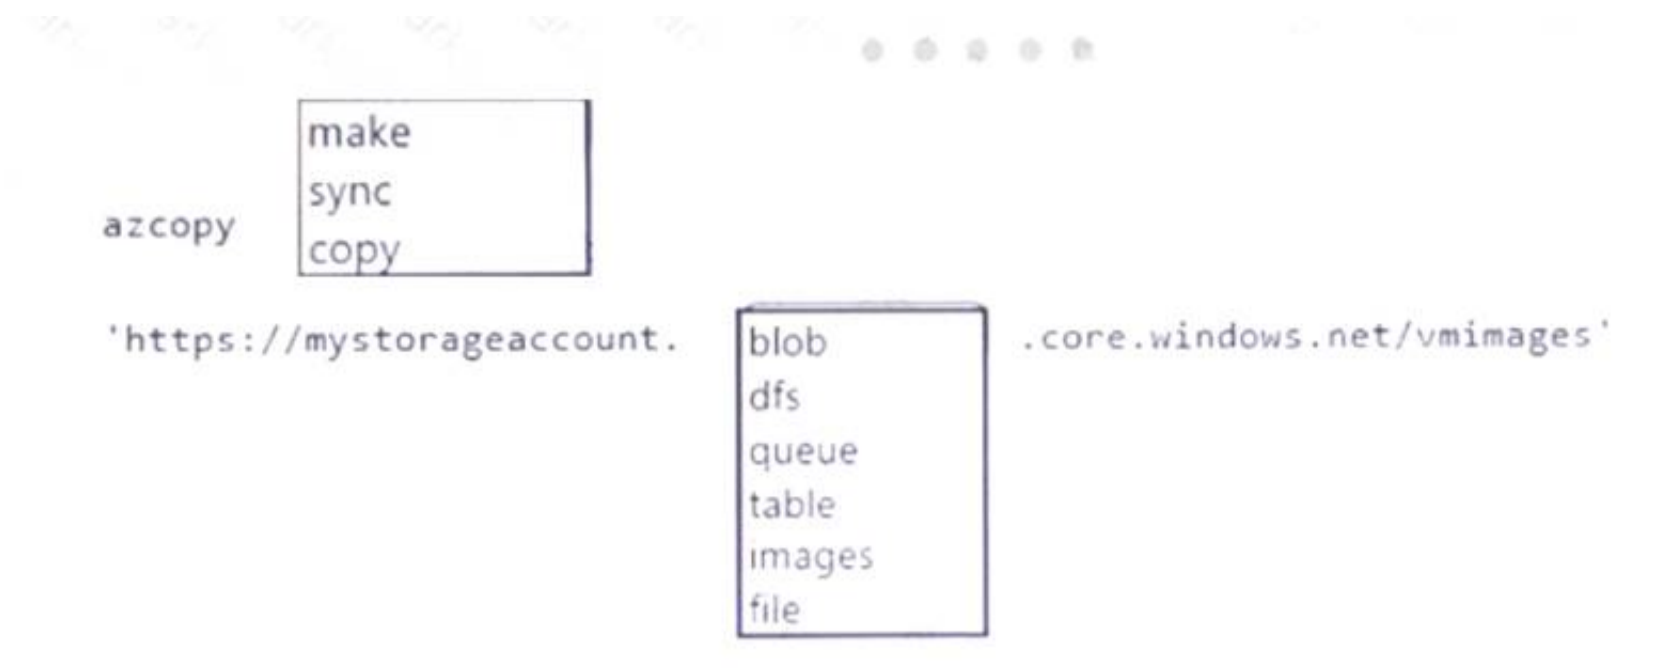 make
sync
azcopy
copy
'https://mystorageaccount.
blob
.core.windows.net/vmimages'
dfs
queue
table
images
file